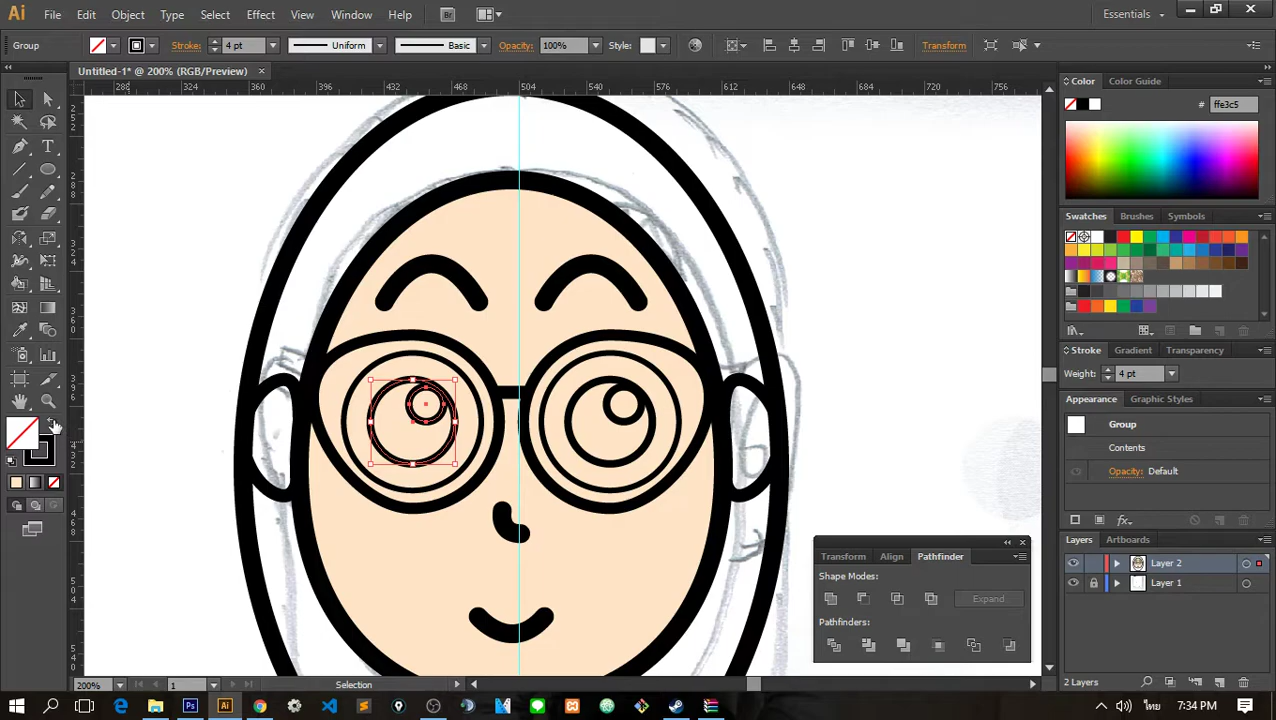 Ai File Edit Object Type Select Effect View Window Help Br Essentials
Group Stroke: 4 pt Uniform Basic Opacity: 100% Style: Transform
Untitled-1* @ 200% (RGB/Preview) ×
288 324 360 396 432 468 504 540 576 612 648 684 720 756
Color Color Guide
# ffe3c5
Swatches Brushes Symbols
Stroke Gradient Transparency
Weight: 4 pt
Appearance Graphic Styles
Group
Contents
Opacity: Default
fx
Layers Artboards
Layer 2
Layer 1
2 Layers
Transform Align Pathfinder
Shape Modes:
Expand
Pathfinders:
200% 1 Selection
Ps Ai 7:34 PM